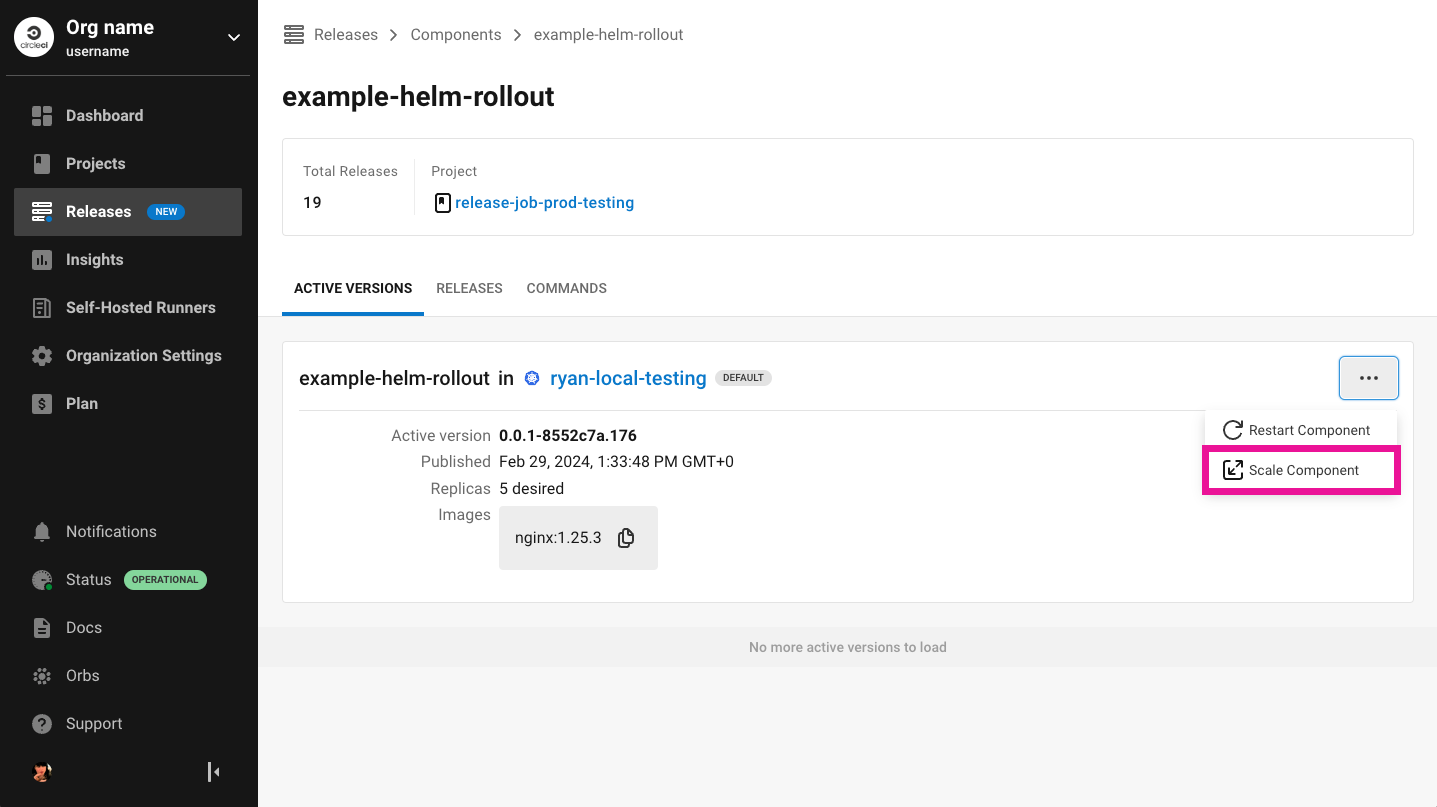 circleci
Org name
username
Dashboard
Projects
Releases NEW
Insights
Self-Hosted Runners
Organization Settings
$ Plan
Notifications
Status OPERATIONAL
Docs
Orbs
? Support
Releases > Components > example-helm-rollout
example-helm-rollout
Total Releases
19
Project
release-job-prod-testing
ACTIVE VERSIONS RELEASES COMMANDS
example-helm-rollout in ryan-local-testing DEFAULT
...
Restart Component
Scale Component
Active version 0.0.1-8552c7a.176
Published Feb 29, 2024, 1:33:48 PM GMT+0
Replicas 5 desired
Images nginx:1.25.3
No more active versions to load